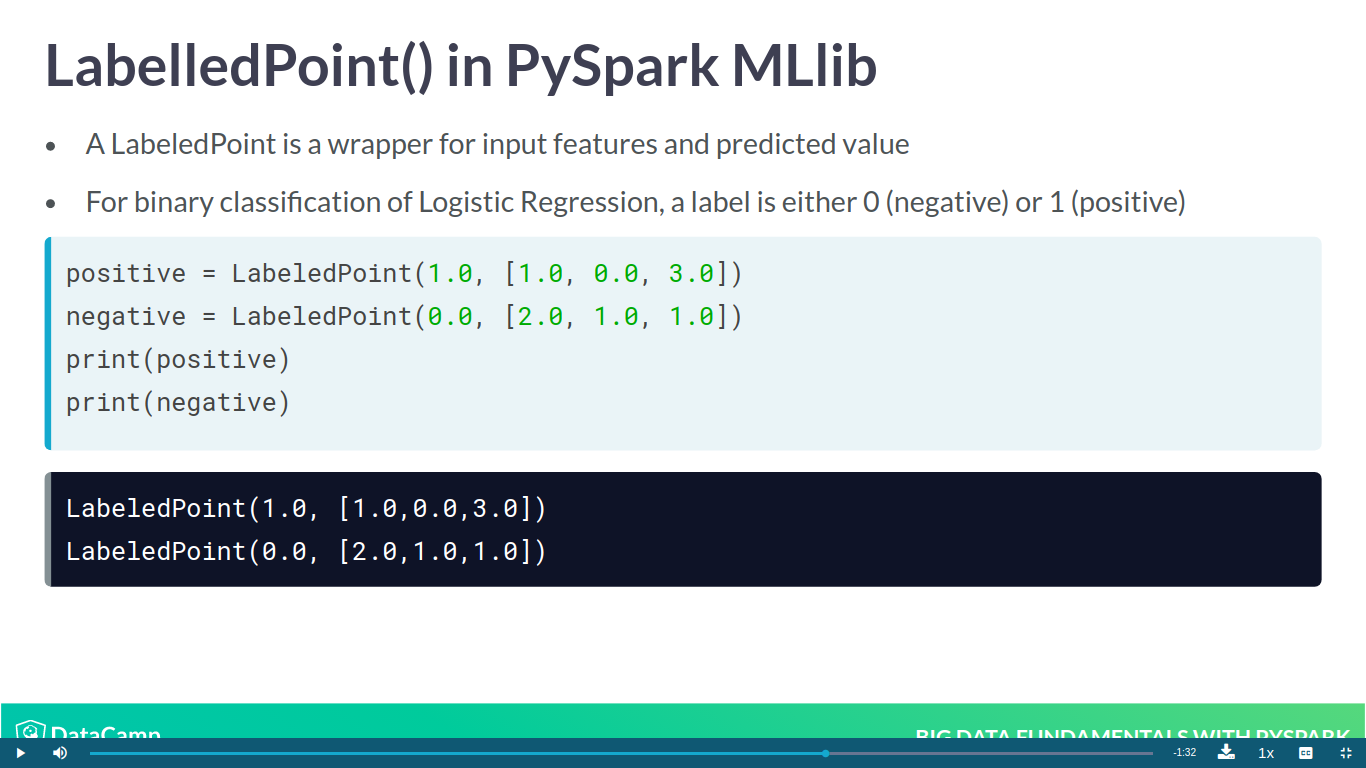 LabelledPoint() in PySpark MLlib
• A LabeledPoint is a wrapper for input features and predicted value
• For binary classification of Logistic Regression, a label is either 0 (negative) or 1 (positive)
positive = LabeledPoint(1.0, [1.0, 0.0, 3.0])
negative = LabeledPoint(0.0, [2.0, 1.0, 1.0])
print(positive)
print(negative)
LabeledPoint(1.0, [1.0,0.0,3.0])
LabeledPoint(0.0, [2.0,1.0,1.0])
DataCamp
BIG DATA FUNDAMENTALS WITH PYSPARK
-1:32
1x
CC